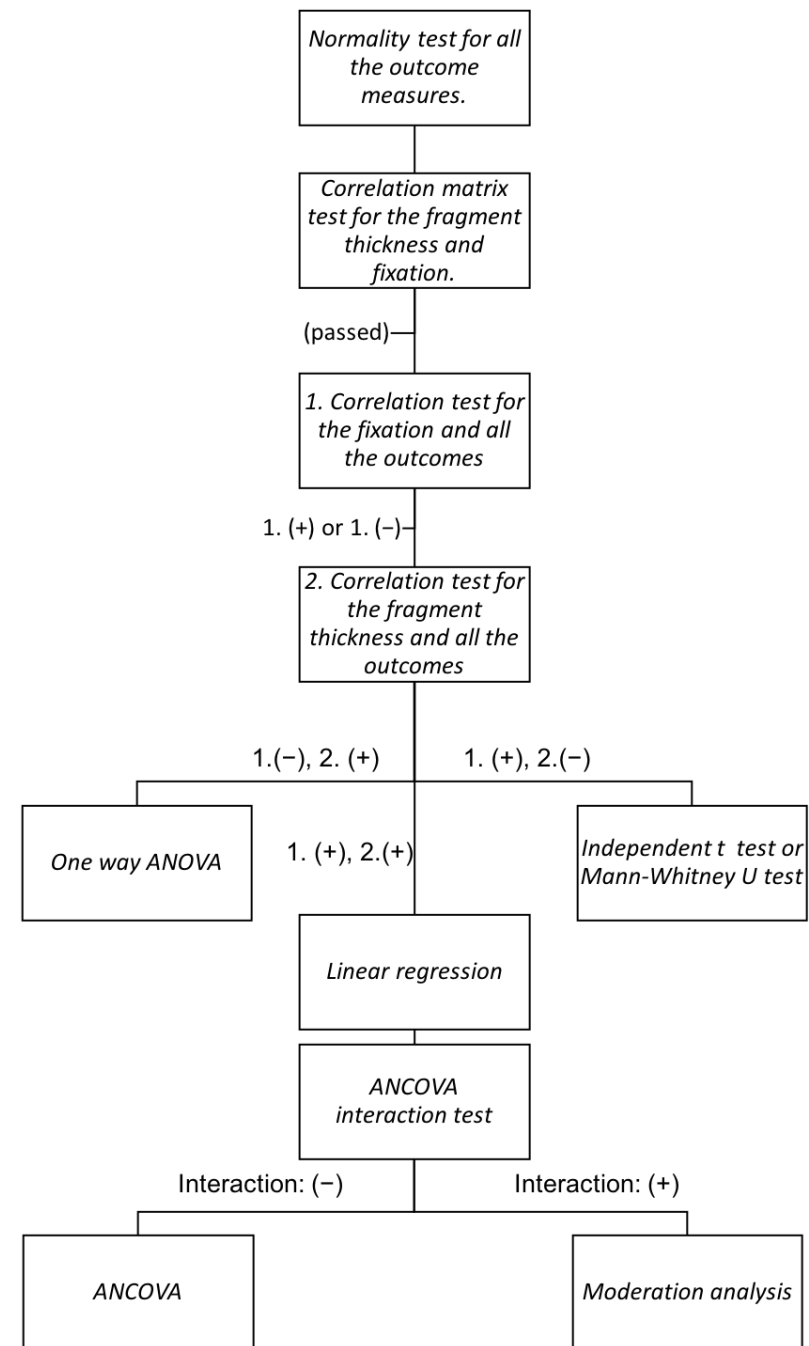 Normality test for all
the outcome
measures.
Correlation matrix
test for the fragment
thickness and
fixation.
(passed)
1. Correlation test for
the fixation and all
the outcomes
1. (+) or 1. (−)
2. Correlation test for
the fragment
thickness and all the
outcomes
1.(−), 2. (+)
1. (+), 2.(−)
One way ANOVA
1. (+), 2.(+)
Independent t  test or
Mann-Whitney U test
Linear regression
ANCOVA
interaction test
Interaction: (−)
Interaction: (+)
ANCOVA
Moderation analysis